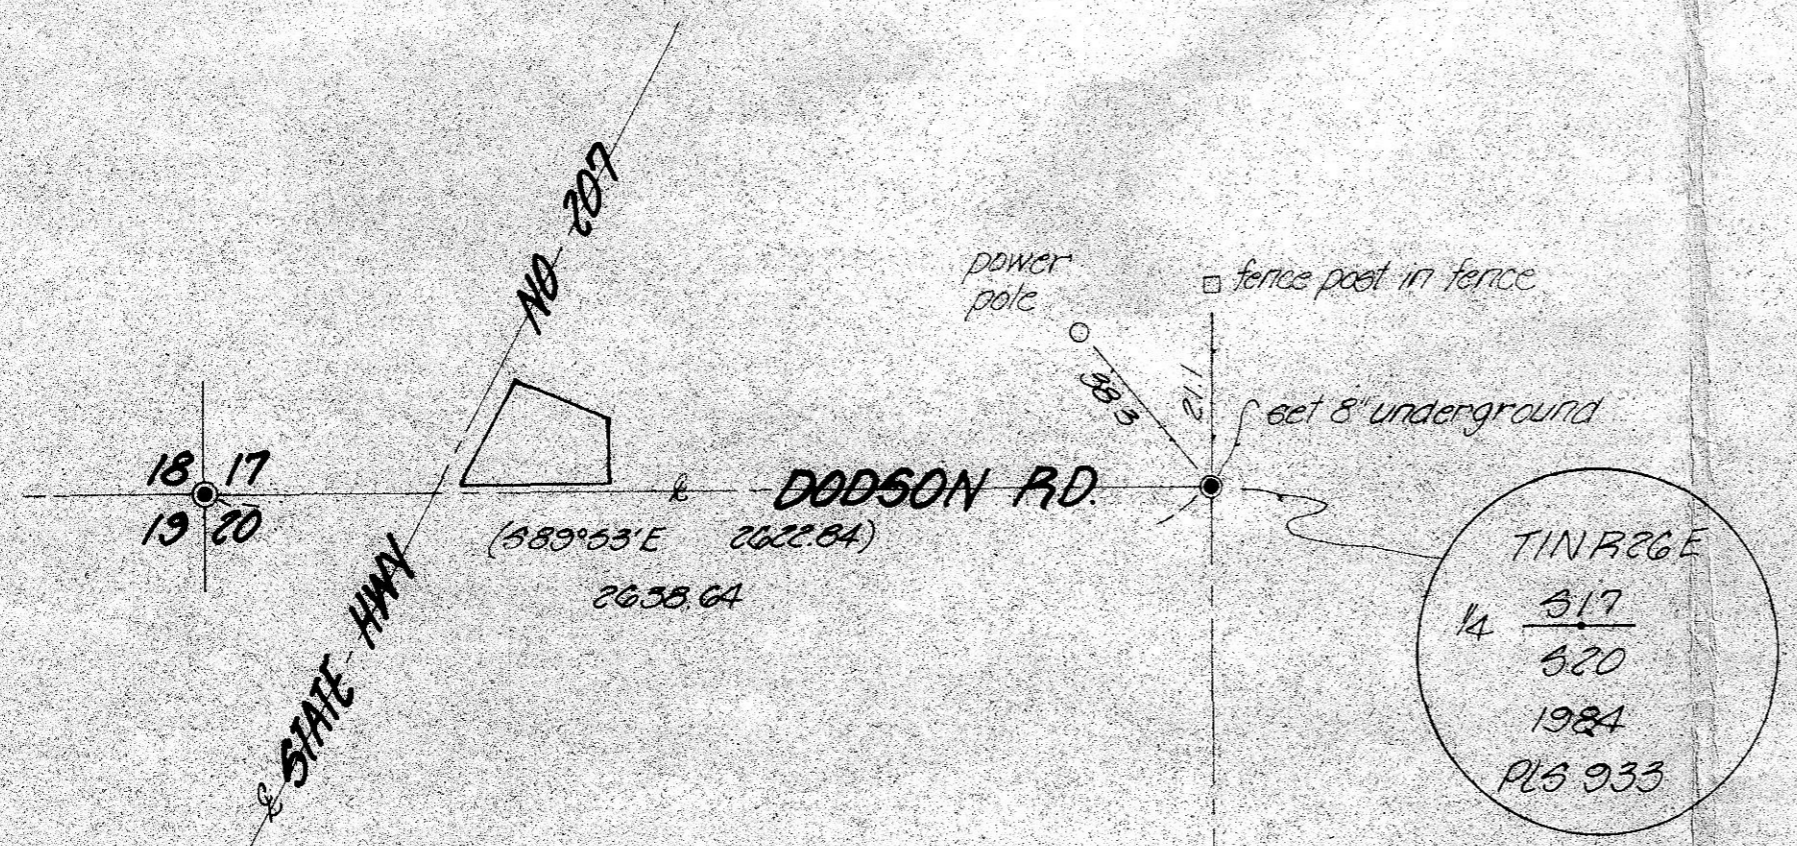 ℄ STATE HWY NO 207
power
pole
fence post in fence
38.3
21.1
set 8" underground
18 17
19 20
℄ DODSON RD.
(S89°53'E 2622.84)
2638.64
T1N R26E
1/4 S17
S20
1984
PLS 933